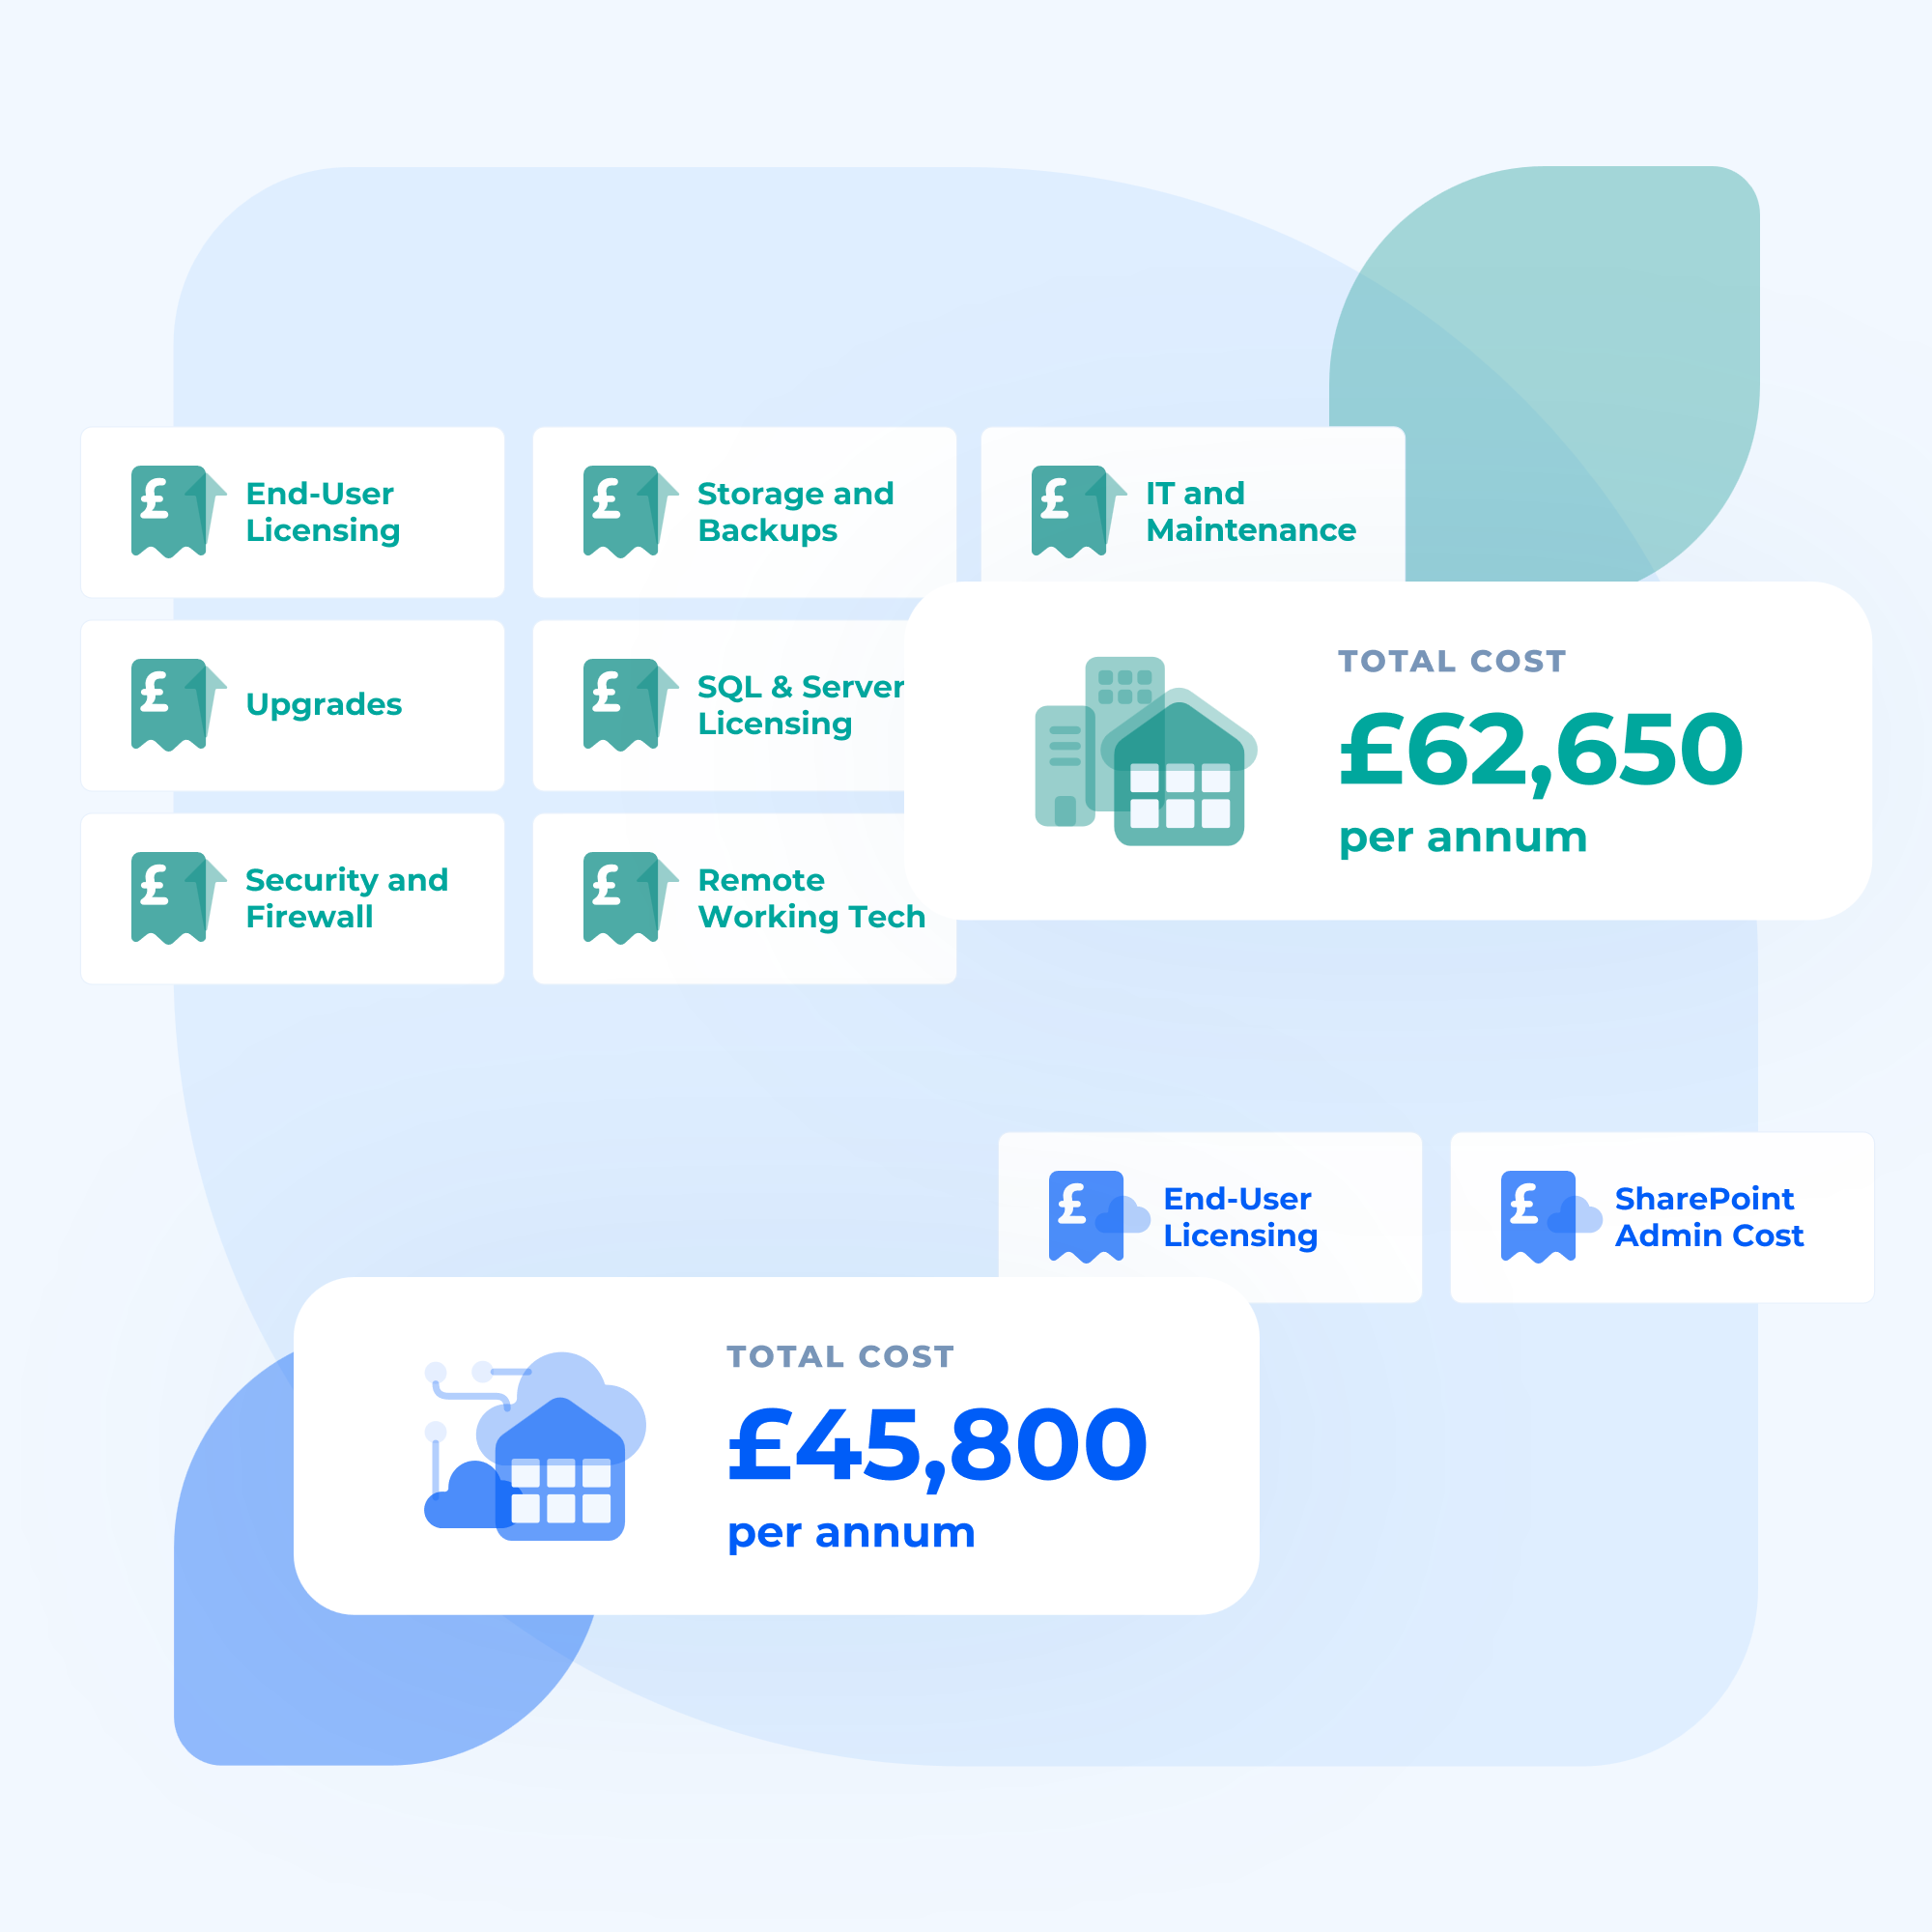 End-User
Licensing
Storage and
Backups
IT and
Maintenance
Upgrades
SQL & Server
Licensing
Security and
Firewall
Remote
Working Tech
TOTAL COST
£62,650
per annum
End-User
Licensing
SharePoint
Admin Cost
TOTAL COST
£45,800
per annum